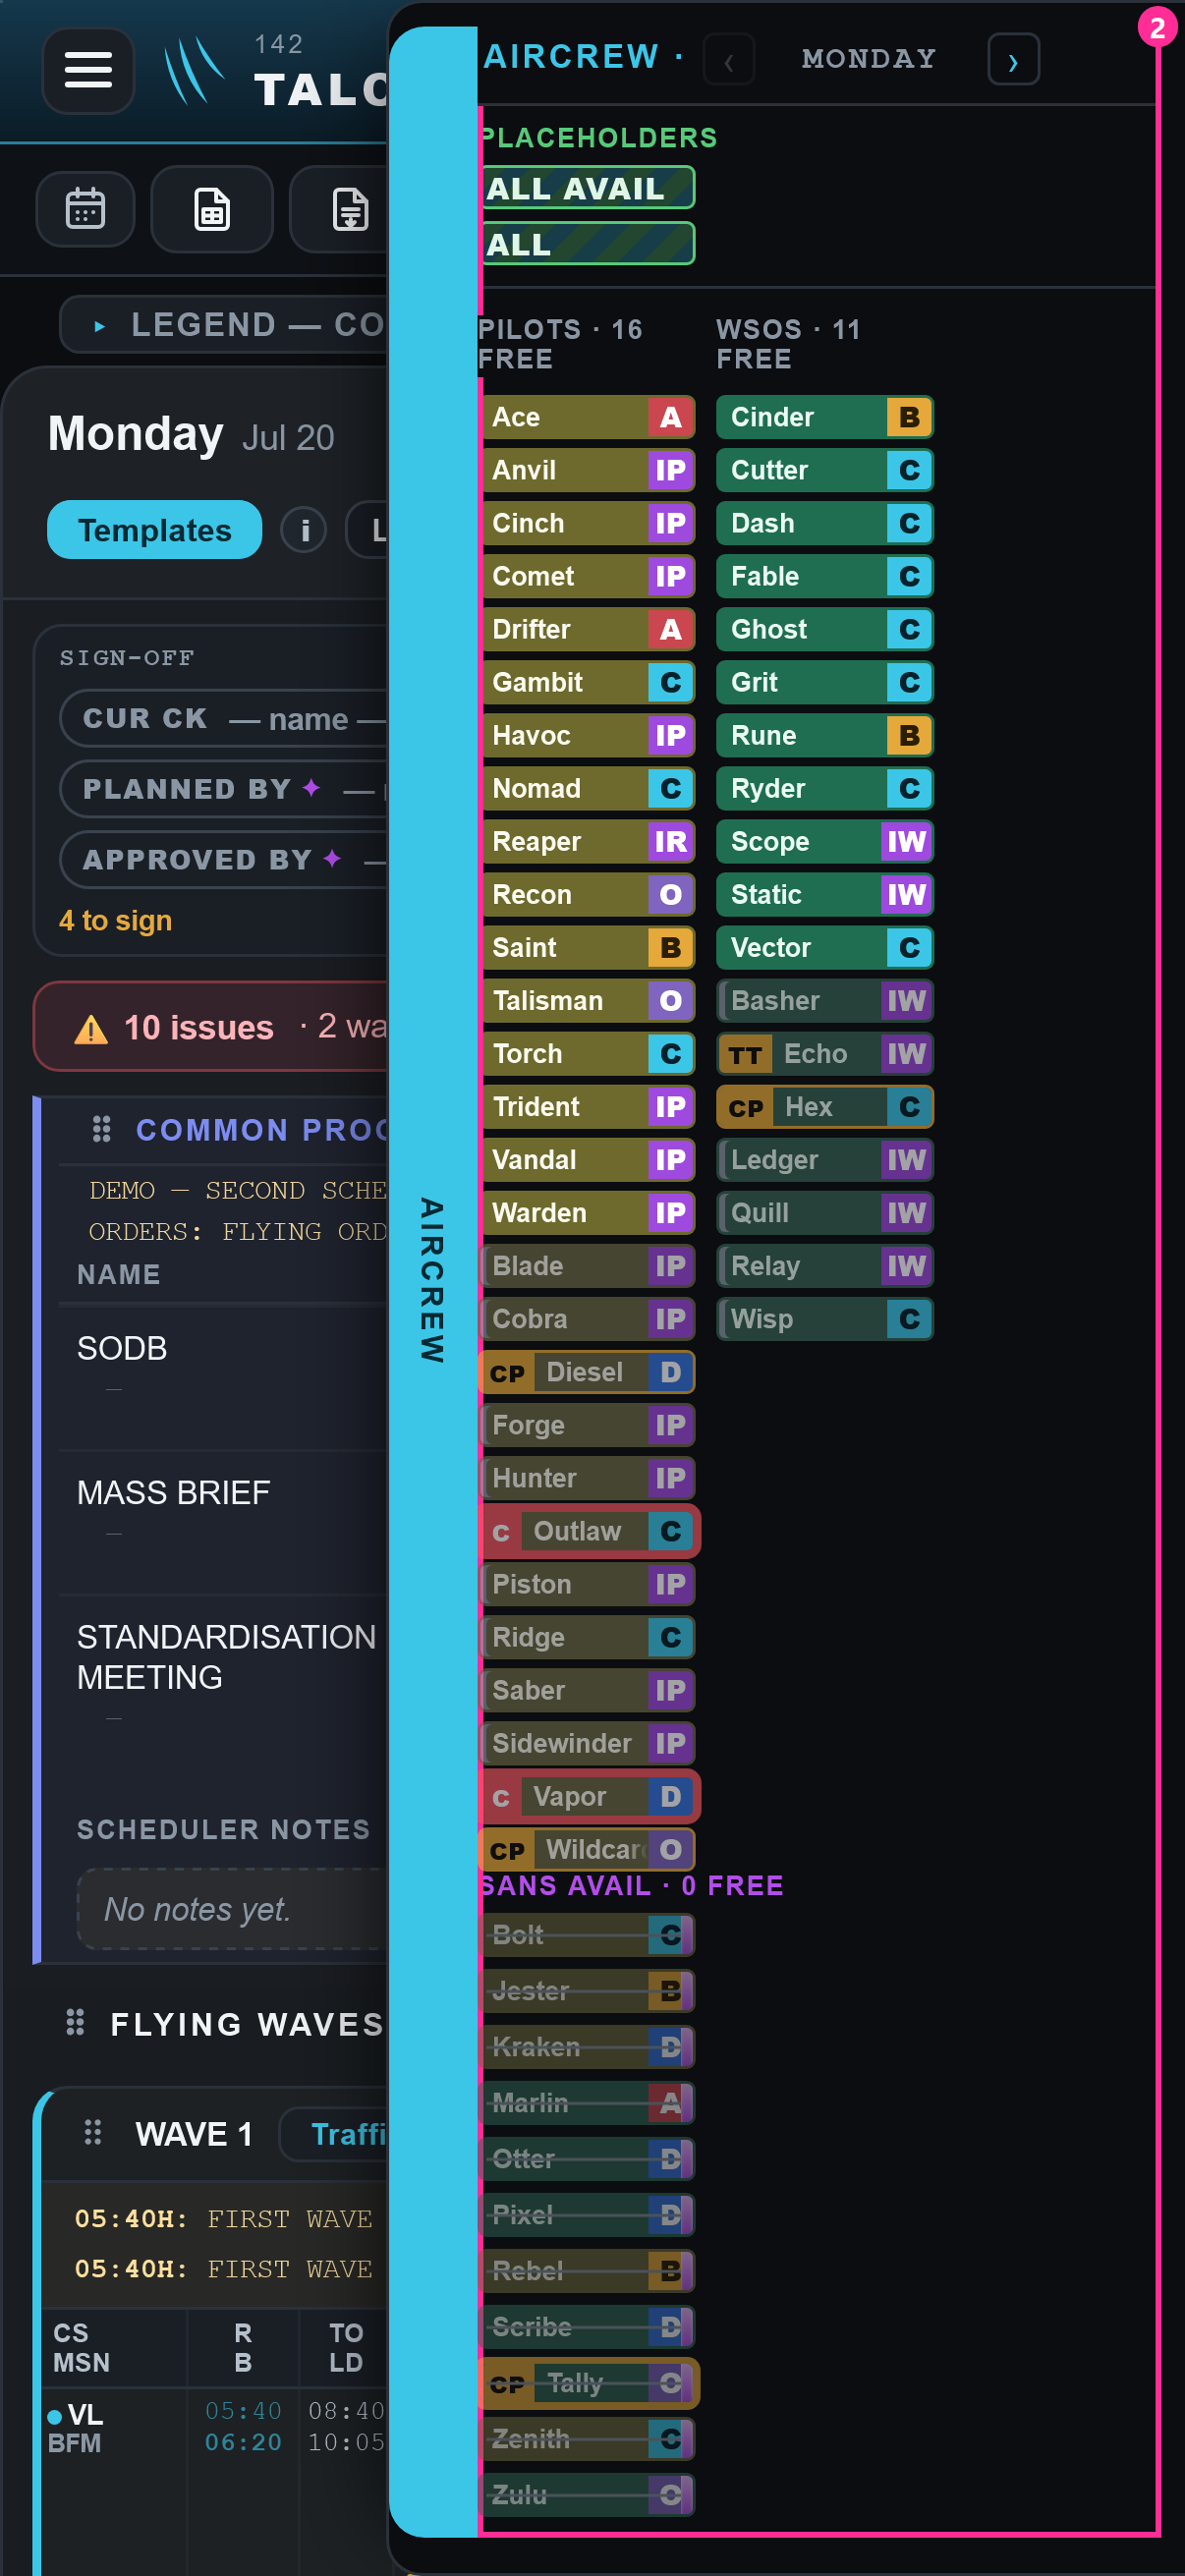 142
TALO
LEGEND — CO
Monday Jul 20
Templates i L
SIGN-OFF
CUR CK — name —
PLANNED BY ✦ —
APPROVED BY ✦ —
4 to sign
10 issues · 2 wa
COMMON PROC
DEMO — SECOND SCHE
ORDERS: FLYING ORD
NAME
SODB
—
MASS BRIEF
—
STANDARDISATION
MEETING
—
SCHEDULER NOTES
No notes yet.
FLYING WAVES
WAVE 1 Traffi
05:40H: FIRST WAVE
05:40H: FIRST WAVE
CS R TO
MSN B LD
VL 05:40 08:40
BFM 06:20 10:05
AIRCREW
2
AIRCREW · ‹ MONDAY ›
PLACEHOLDERS
ALL AVAIL
ALL
PILOTS · 16
FREE
Ace A
Anvil IP
Cinch IP
Comet IP
Drifter A
Gambit C
Havoc IP
Nomad C
Reaper IR
Recon O
Saint B
Talisman O
Torch C
Trident IP
Vandal IP
Warden IP
Blade IP
Cobra IP
CP Diesel D
Forge IP
Hunter IP
C Outlaw C
Piston IP
Ridge C
Saber IP
Sidewinder IP
C Vapor D
CP Wildcar O
WSOS · 11
FREE
Cinder B
Cutter C
Dash C
Fable C
Ghost C
Grit C
Rune B
Ryder C
Scope IW
Static IW
Vector C
Basher IW
TT Echo IW
CP Hex C
Ledger IW
Quill IW
Relay IW
Wisp C
SANS AVAIL · 0 FREE
Bolt C
Jester B
Kraken D
Marlin A
Otter D
Pixel D
Rebel B
Scribe D
CP Tally O
Zenith C
Zulu O